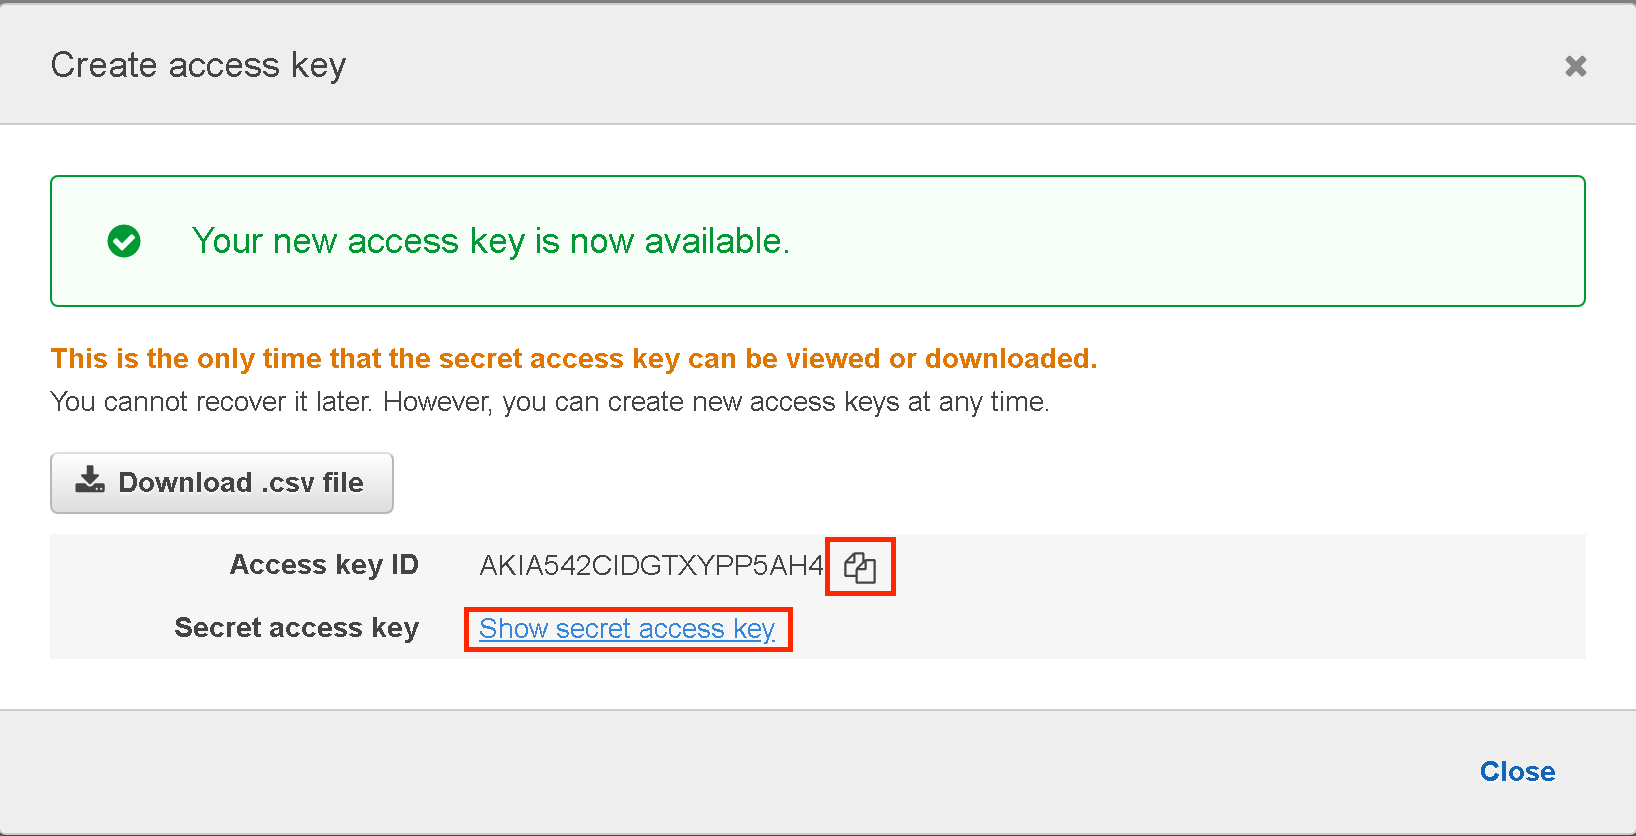 Create access key
Your new access key is now available.
This is the only time that the secret access key can be viewed or downloaded.
You cannot recover it later. However, you can create new access keys at any time.
Download .csv file
Access key ID AKIA542CIDGTXYPP5AH4
Secret access key Show secret access key
Close